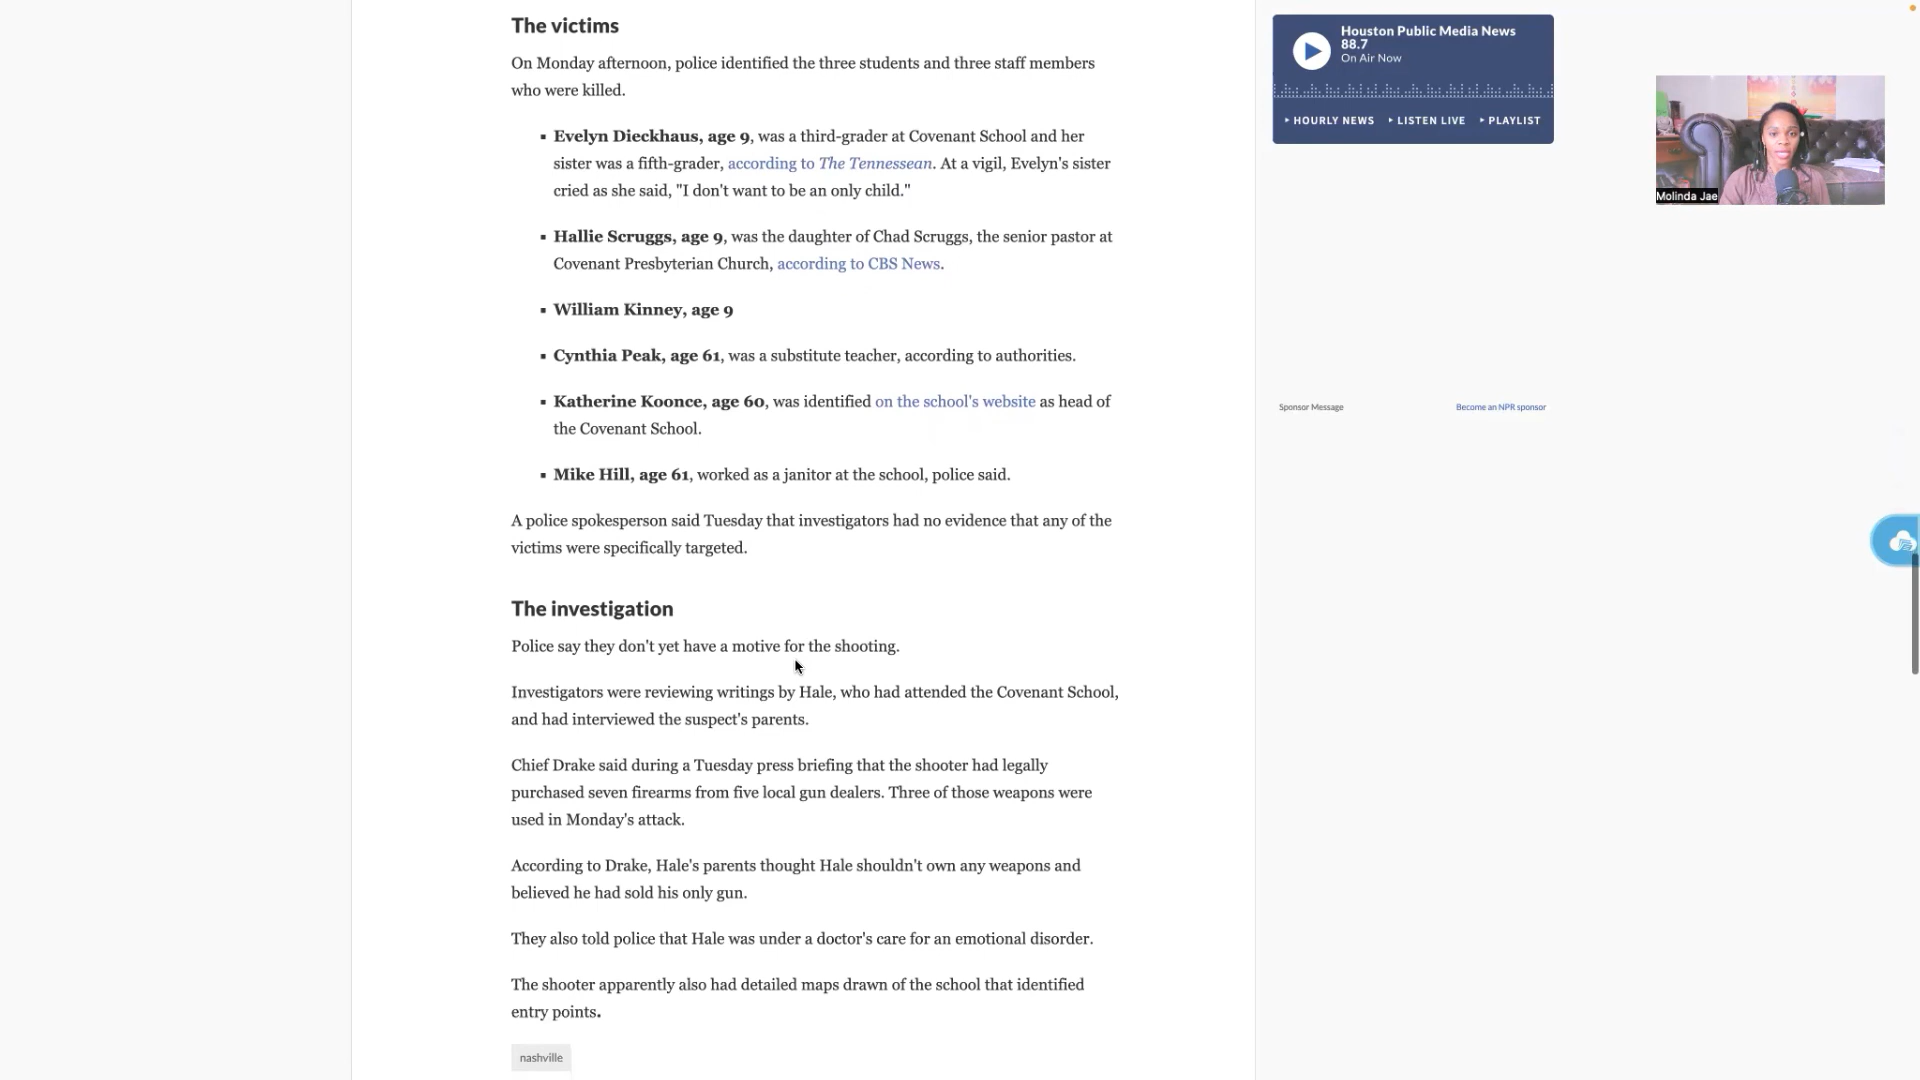 The victims
On Monday afternoon, police identified the three students and three staff members
who were killed.
▪ Evelyn Dieckhaus, age 9, was a third-grader at Covenant School and her
sister was a fifth-grader, according to The Tennessean. At a vigil, Evelyn's sister
cried as she said, "I don't want to be an only child."
▪ Hallie Scruggs, age 9, was the daughter of Chad Scruggs, the senior pastor at
Covenant Presbyterian Church, according to CBS News.
▪ William Kinney, age 9
▪ Cynthia Peak, age 61, was a substitute teacher, according to authorities.
▪ Katherine Koonce, age 60, was identified on the school's website as head of
the Covenant School.
▪ Mike Hill, age 61, worked as a janitor at the school, police said.
A police spokesperson said Tuesday that investigators had no evidence that any of the
victims were specifically targeted.
The investigation
Police say they don't yet have a motive for the shooting.
Investigators were reviewing writings by Hale, who had attended the Covenant School,
and had interviewed the suspect's parents.
Chief Drake said during a Tuesday press briefing that the shooter had legally
purchased seven firearms from five local gun dealers. Three of those weapons were
used in Monday's attack.
According to Drake, Hale's parents thought Hale shouldn't own any weapons and
believed he had sold his only gun.
They also told police that Hale was under a doctor's care for an emotional disorder.
The shooter apparently also had detailed maps drawn of the school that identified
entry points.
nashville
Houston Public Media News
88.7
On Air Now
HOURLY NEWS LISTEN LIVE PLAYLIST
Sponsor Message Become an NPR sponsor
Molinda Jae